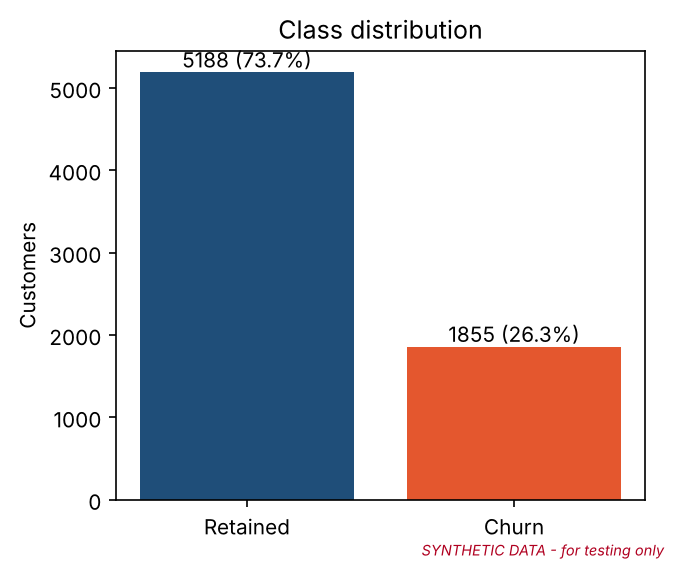 Class distribution
5188 (73.7%)
5000
1855 (26.3%)
4000
3000
2000
1000
0
Customers
Retained
Churn
SYNTHETIC DATA - for testing only